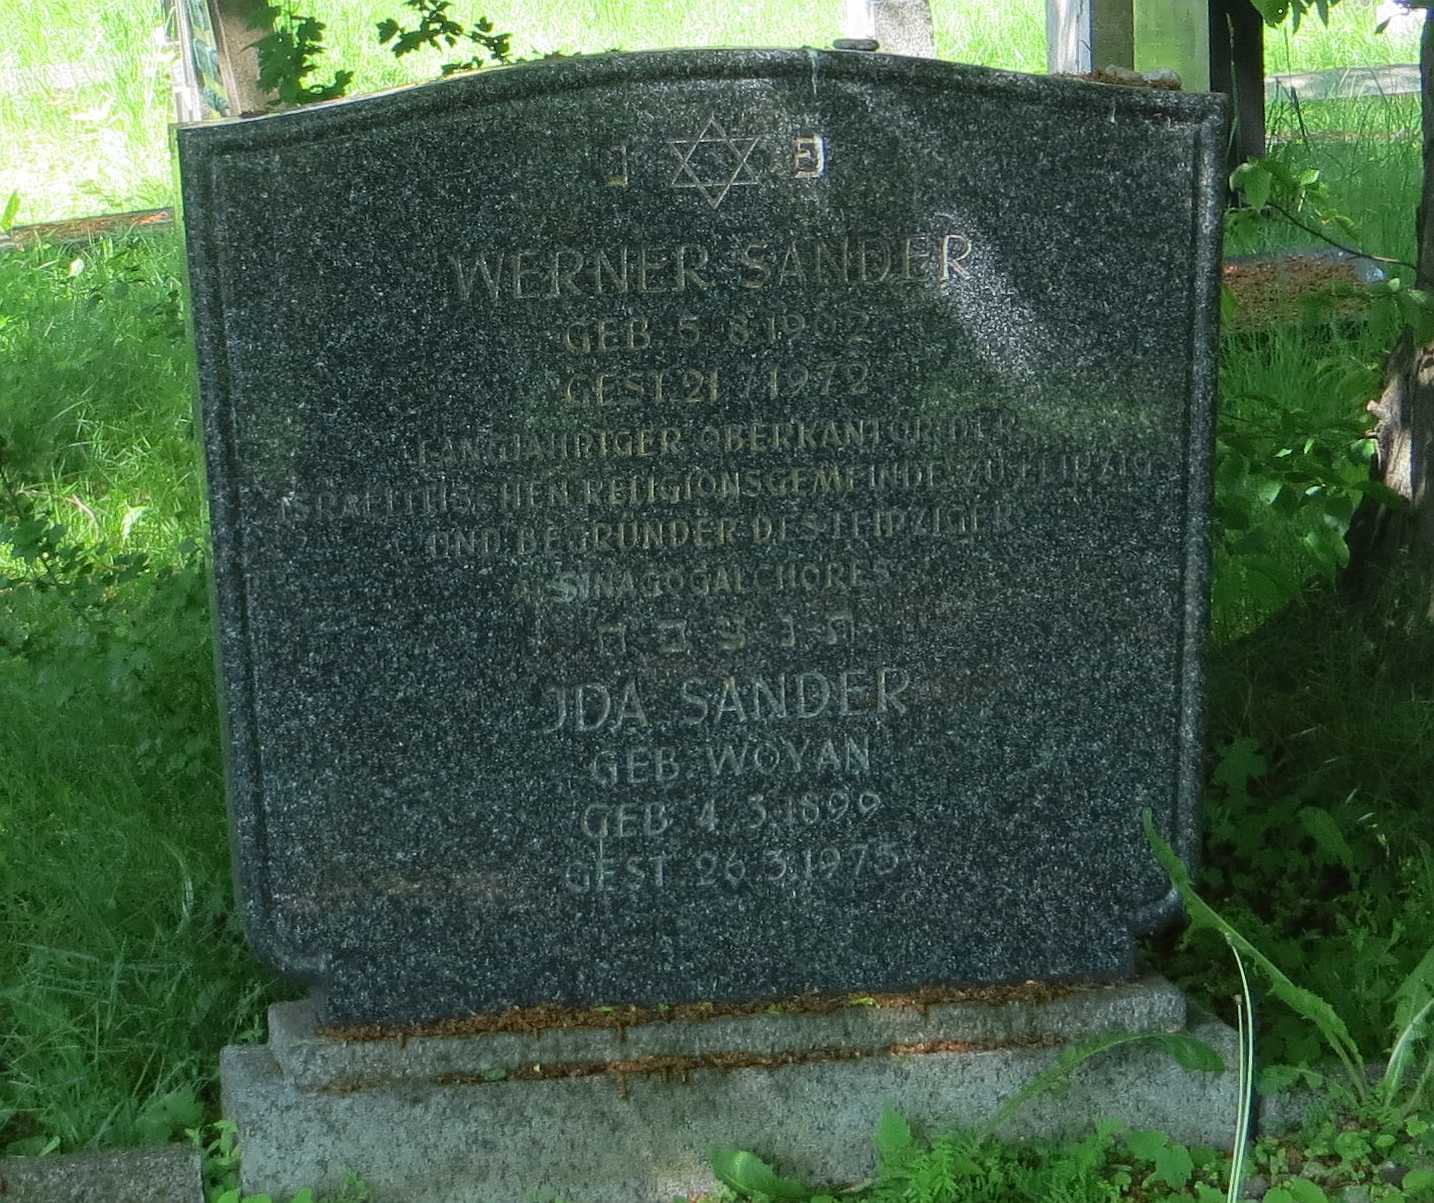 פ נ
WERNER SANDER
GEB. 5. 8. 1902
GEST. 21. 7. 1972
LANGJÄHRIGER OBERKANTOR DER
ISRAELITISCHEN RELIGIONSGEMEINDE ZU LEIPZIG
UND BEGRÜNDER DES LEIPZIGER
SYNAGOGALCHORES
ת נ צ ב ה
JDA SANDER
GEB. WOYAN
GEB. 4. 3. 1899
GEST. 26. 3. 1975